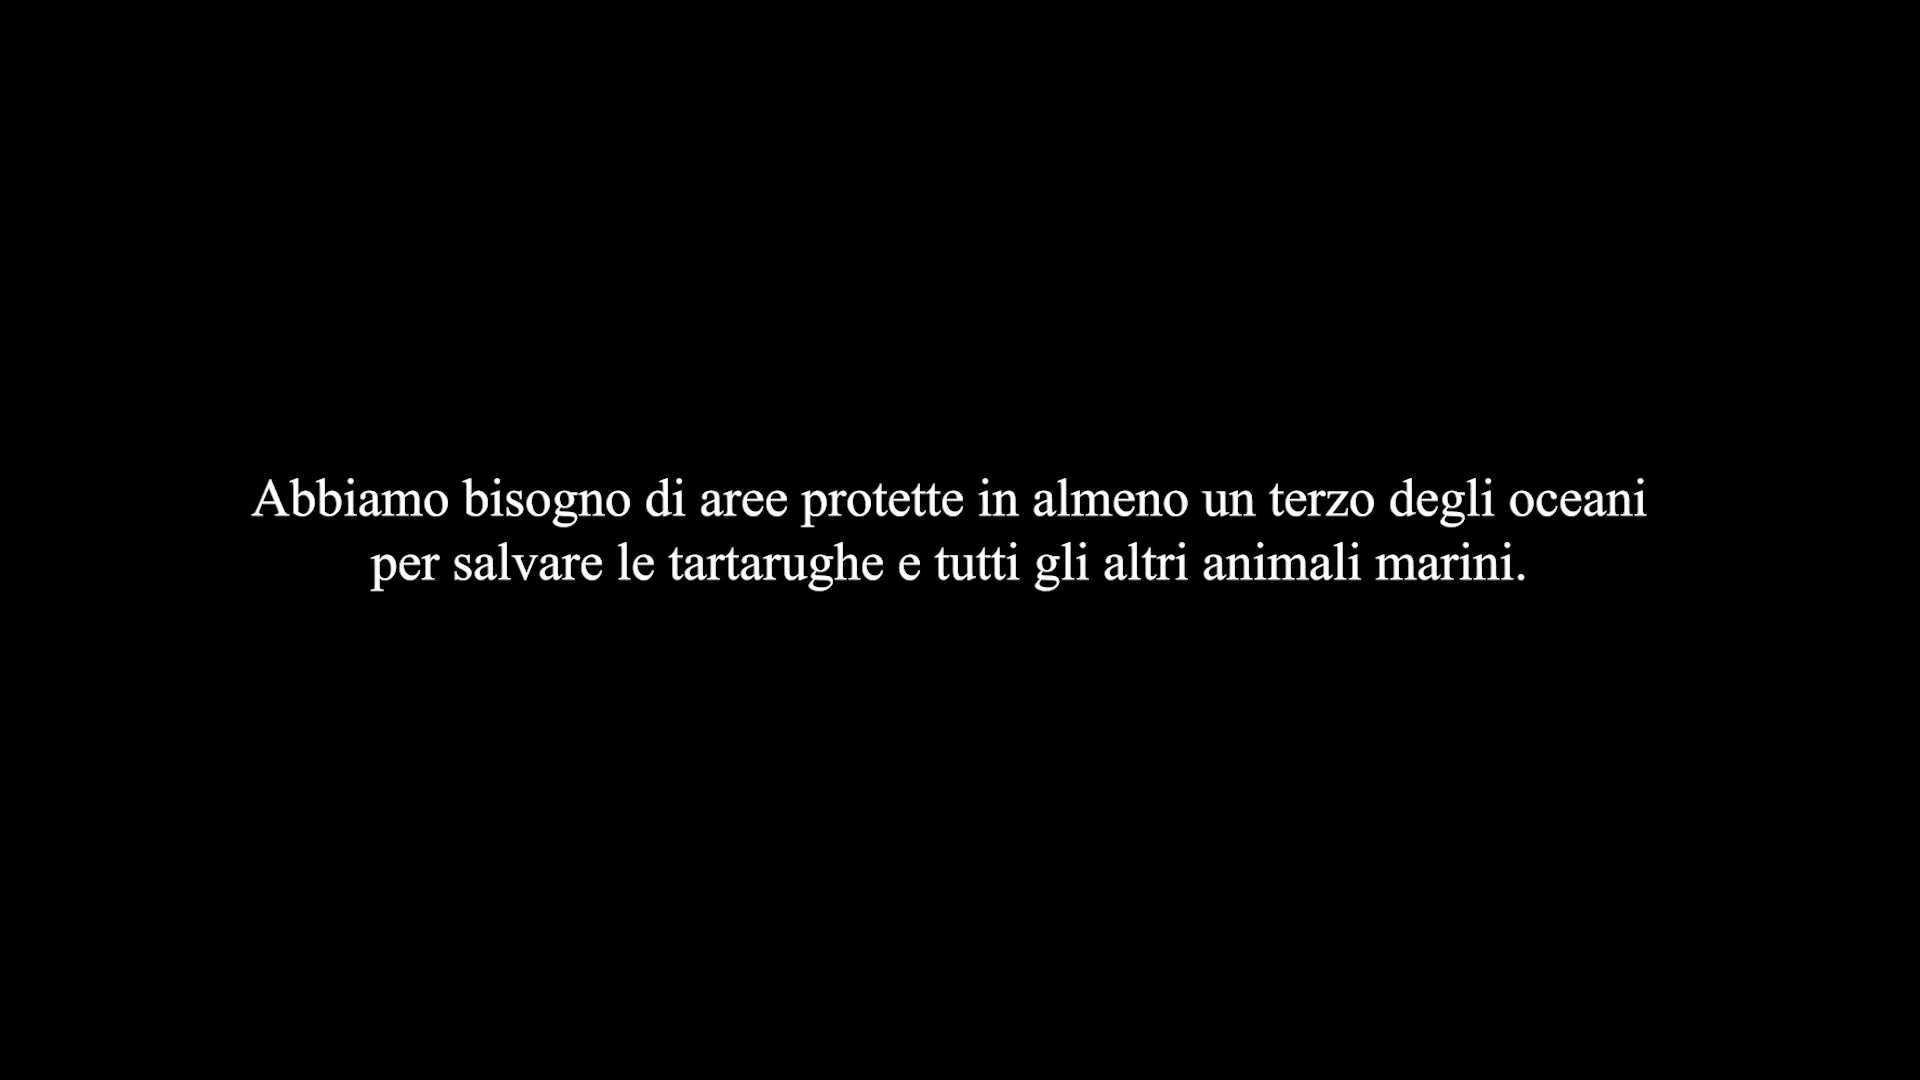 Abbiamo bisogno di aree protette in almeno un terzo degli oceani
per salvare le tartarughe e tutti gli altri animali marini.